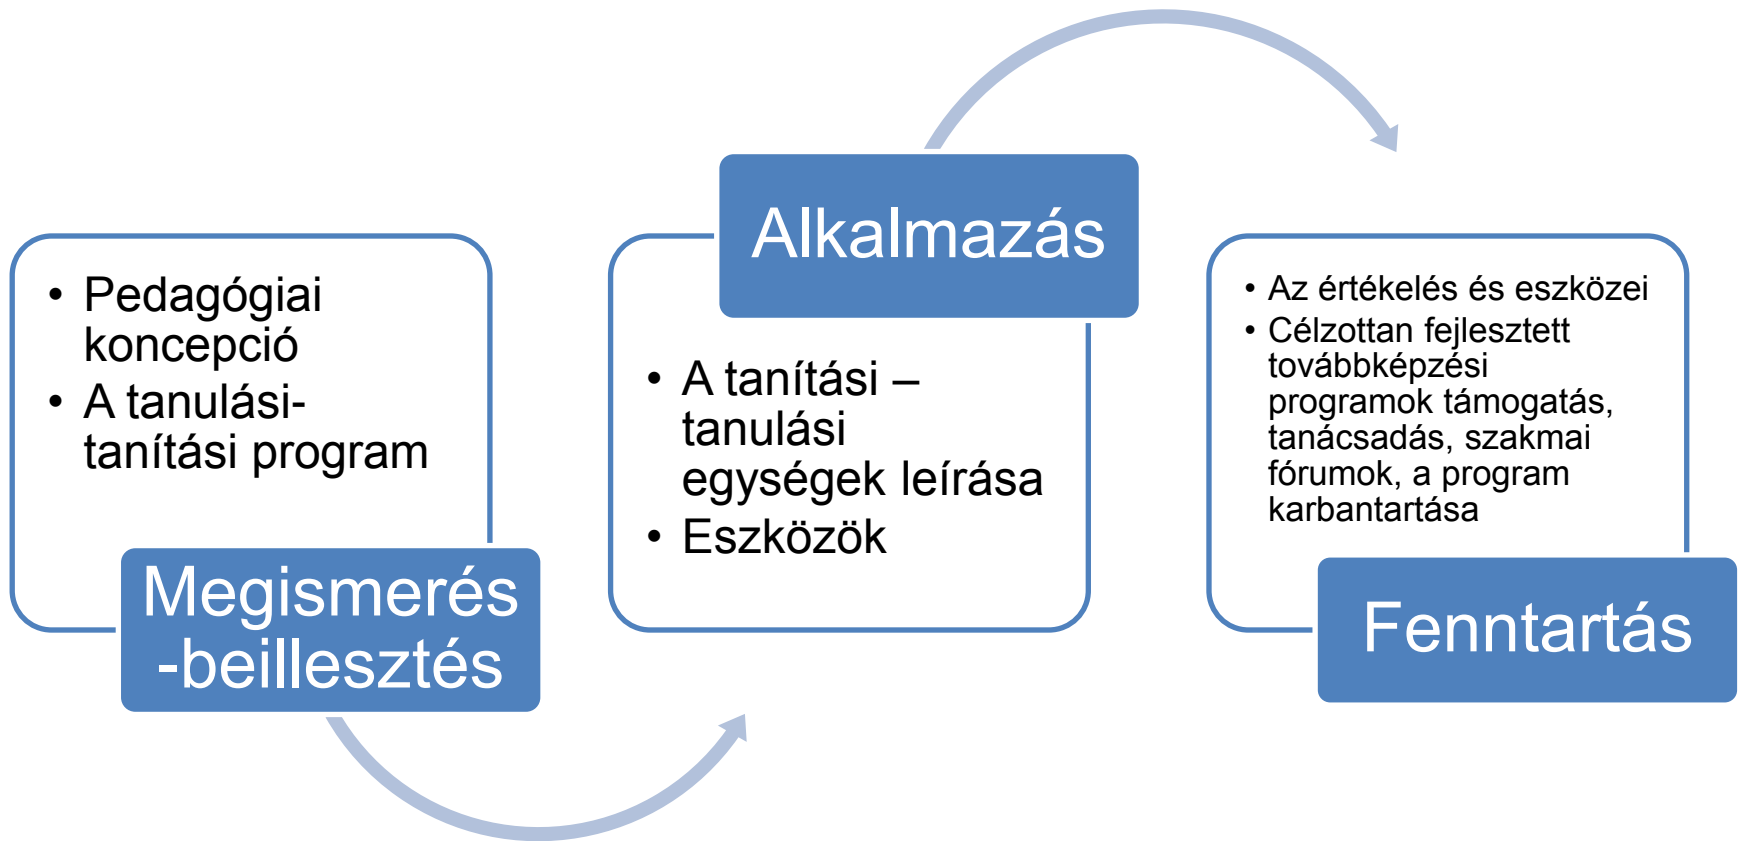 • Pedagógiai
koncepció
• A tanulási-
tanítási program
Megismerés
-beillesztés
Alkalmazás
• A tanítási –
tanulási
egységek leírása
• Eszközök
• Az értékelés és eszközei
• Célzottan fejlesztett
továbbképzési
programok támogatás,
tanácsadás, szakmai
fórumok, a program
karbantartása
Fenntartás